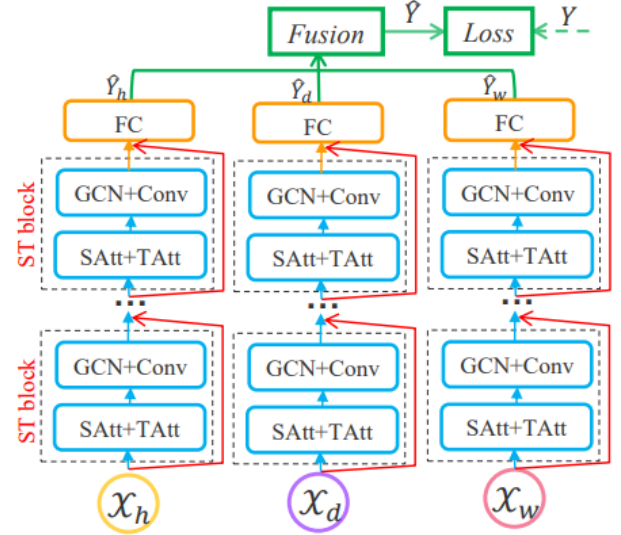 Fusion Ŷ Loss Y
Ŷh Ŷd Ŷw
FC FC FC
ST block
GCN+Conv GCN+Conv GCN+Conv
SAtt+TAtt SAtt+TAtt SAtt+TAtt
... ... ...
ST block
GCN+Conv GCN+Conv GCN+Conv
SAtt+TAtt SAtt+TAtt SAtt+TAtt
𝒳h 𝒳d 𝒳w